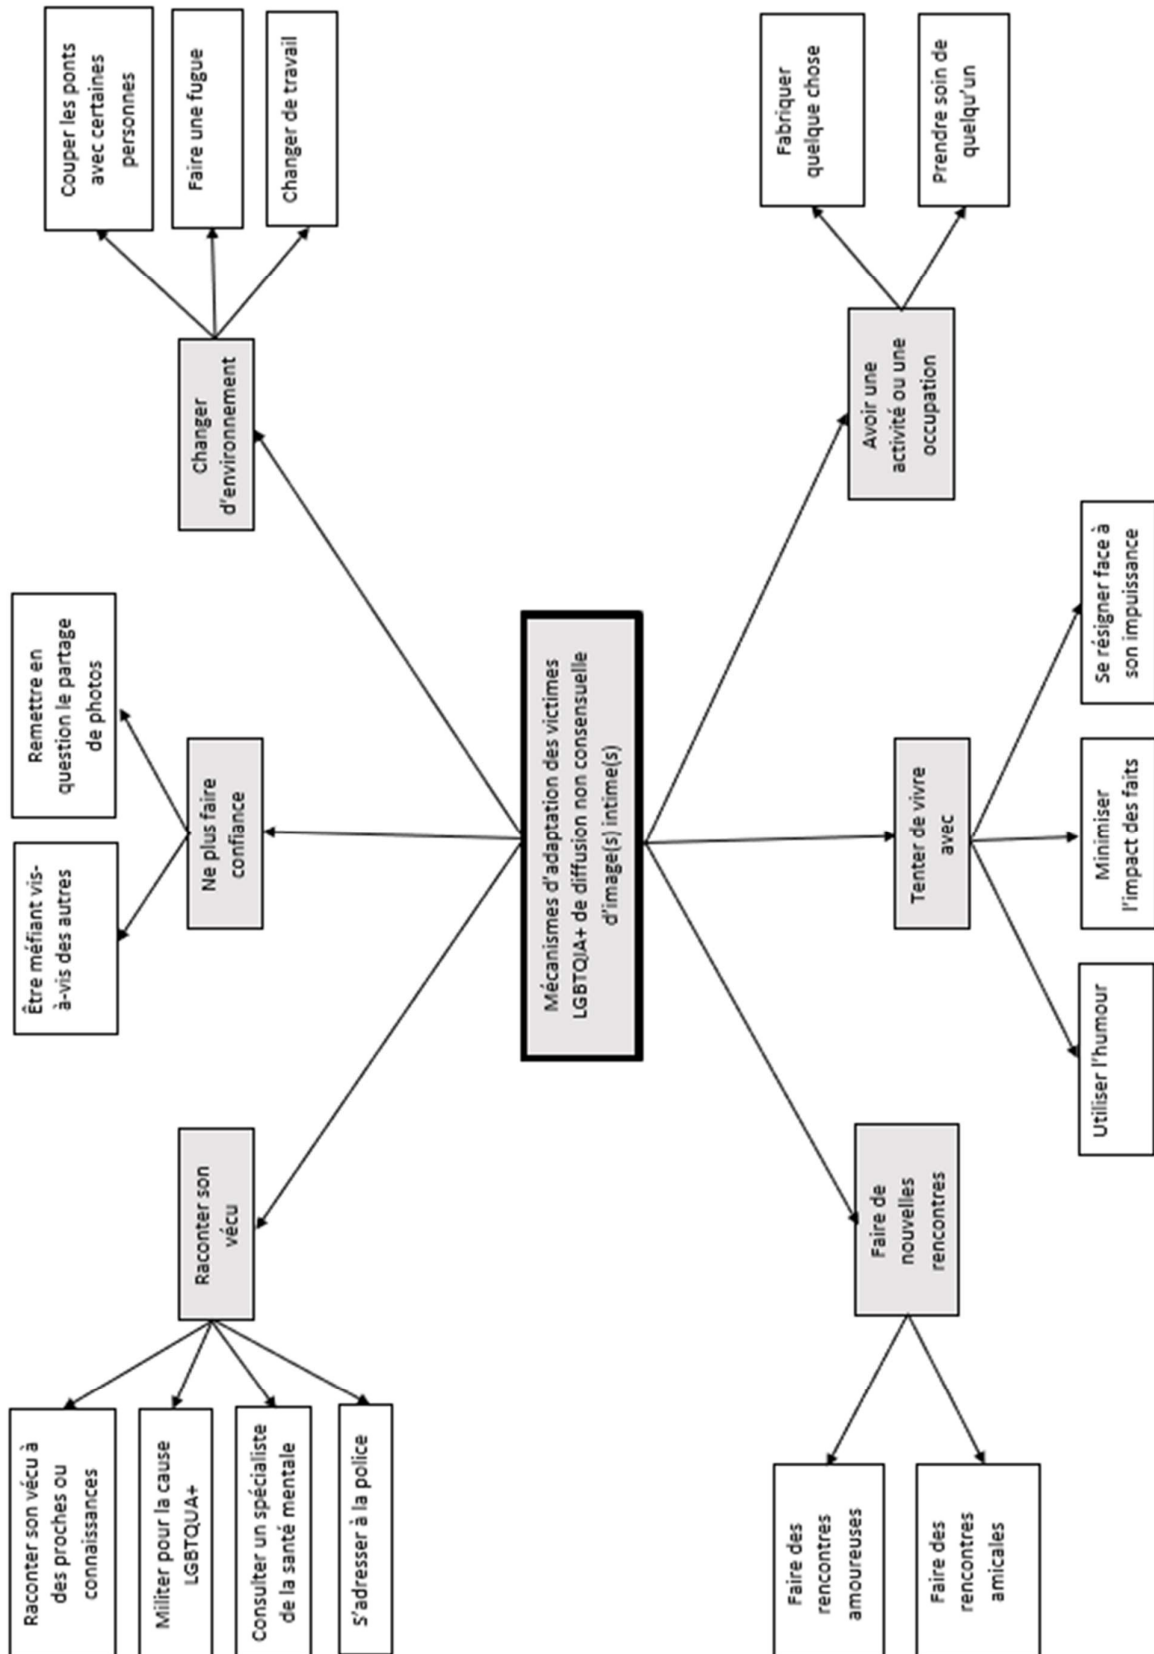 Raconter son vécu à
des proches ou
connaissances
Militer pour la cause
LGBTQUA+
Consulter un spécialiste
de la santé mentale
S'adresser à la police
Raconter son
vécu
Être méfiant vis-
à-vis des autres
Remettre en
question le partage
de photos
Ne plus faire
confiance
Couper les ponts
avec certaines
personnes
Faire une fugue
Changer de travail
Changer
d'environnement
Mécanismes d'adaptation des victimes
LGBTQIA+ de diffusion non consensuelle
d'image(s) intime(s)
Faire de
nouvelles
rencontres
Faire des
rencontres
amoureuses
Faire des
rencontres
amicales
Tenter de vivre
avec
Utiliser l'humour
Minimiser
l'impact des faits
Se résigner face à
son impuissance
Avoir une
activité ou une
occupation
Fabriquer
quelque chose
Prendre soin de
quelqu'un